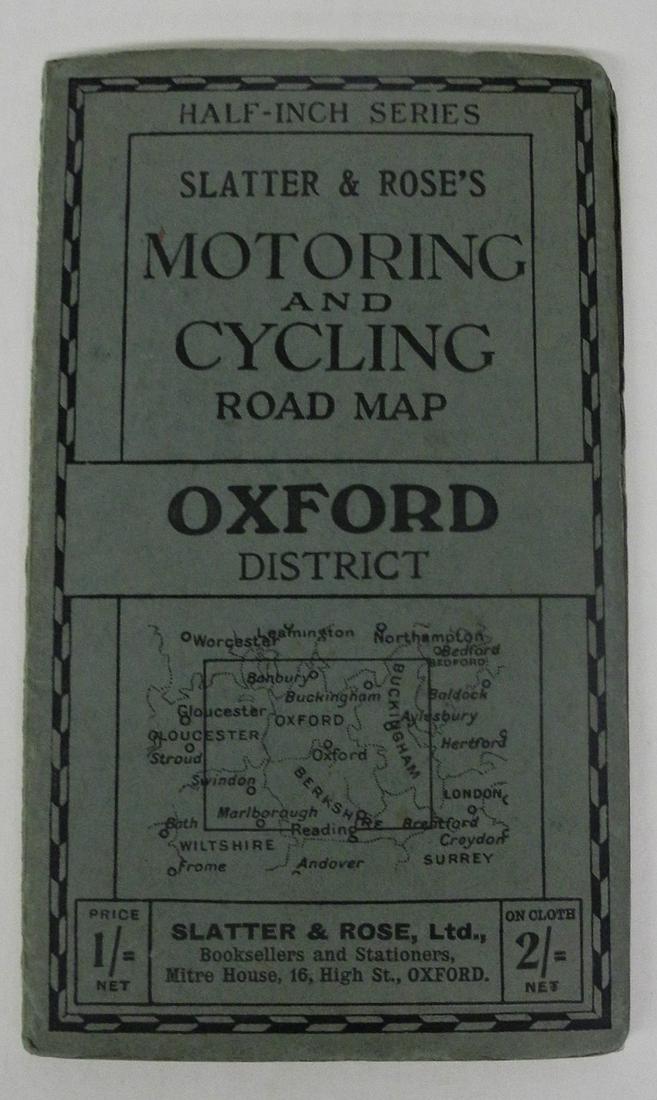 HALF-INCH SERIES
SLATTER & ROSE'S
MOTORING
AND
CYCLING
ROAD MAP
OXFORD
DISTRICT
Worcester
Leamington
Northampton
Bedford
BEDFORD
Banbury
Buckingham
BUCKINGHAM
Baldock
Gloucester
OXFORD
Aylesbury
GLOUCESTER
Hertford
Stroud
Oxford
Swindon
BERKSHIRE
LONDON
Marlborough
Bath
Reading
Brentford
Croydon
WILTSHIRE
SURREY
Frome
Andover
PRICE
1/=
NET
SLATTER & ROSE, Ltd.,
Booksellers and Stationers,
Mitre House, 16, High St., OXFORD.
ON CLOTH
2/=
NET